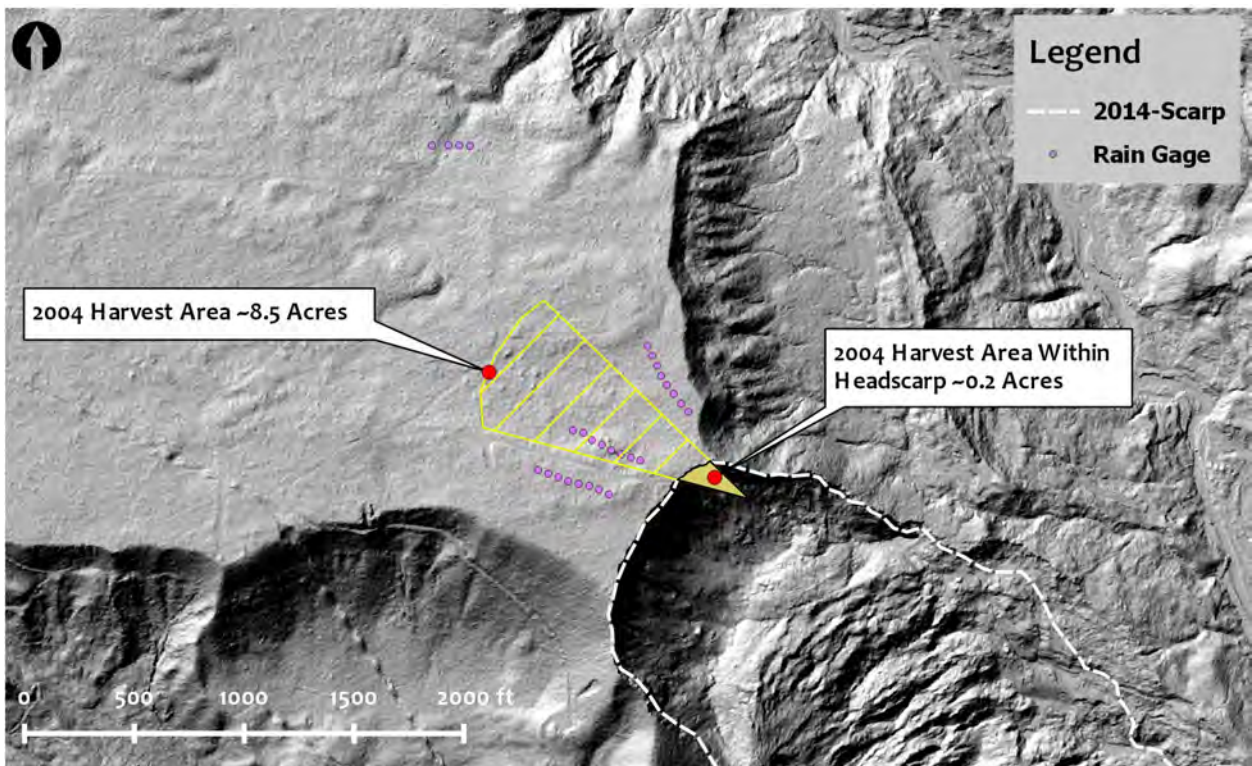 Legend
2014-Scarp
Rain Gage
2004 Harvest Area ~8.5 Acres
2004 Harvest Area Within
Headscarp ~0.2 Acres
0 500 1000 1500 2000 ft